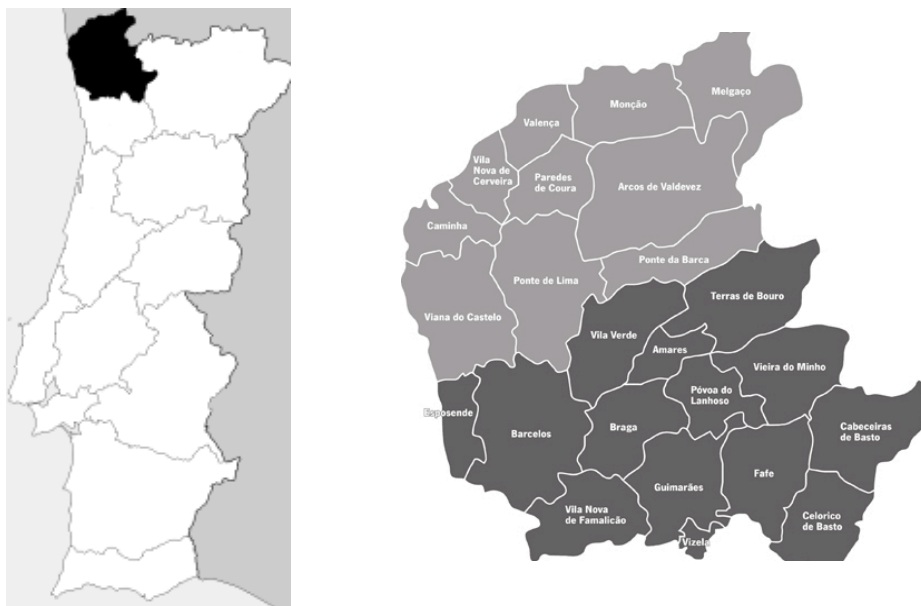 Melgaço
Monção
Valença
Vila
Nova de
Cerveira
Paredes
de Coura
Arcos de Valdevez
Caminha
Ponte da Barca
Ponte de Lima
Terras de Bouro
Viana do Castelo
Vila Verde
Amares
Vieira do Minho
Póvoa do
Lanhoso
Esposende
Barcelos
Braga
Cabeceiras
de Basto
Fafe
Guimarães
Vila Nova
de Famalicão
Celorico
de Basto
Vizela